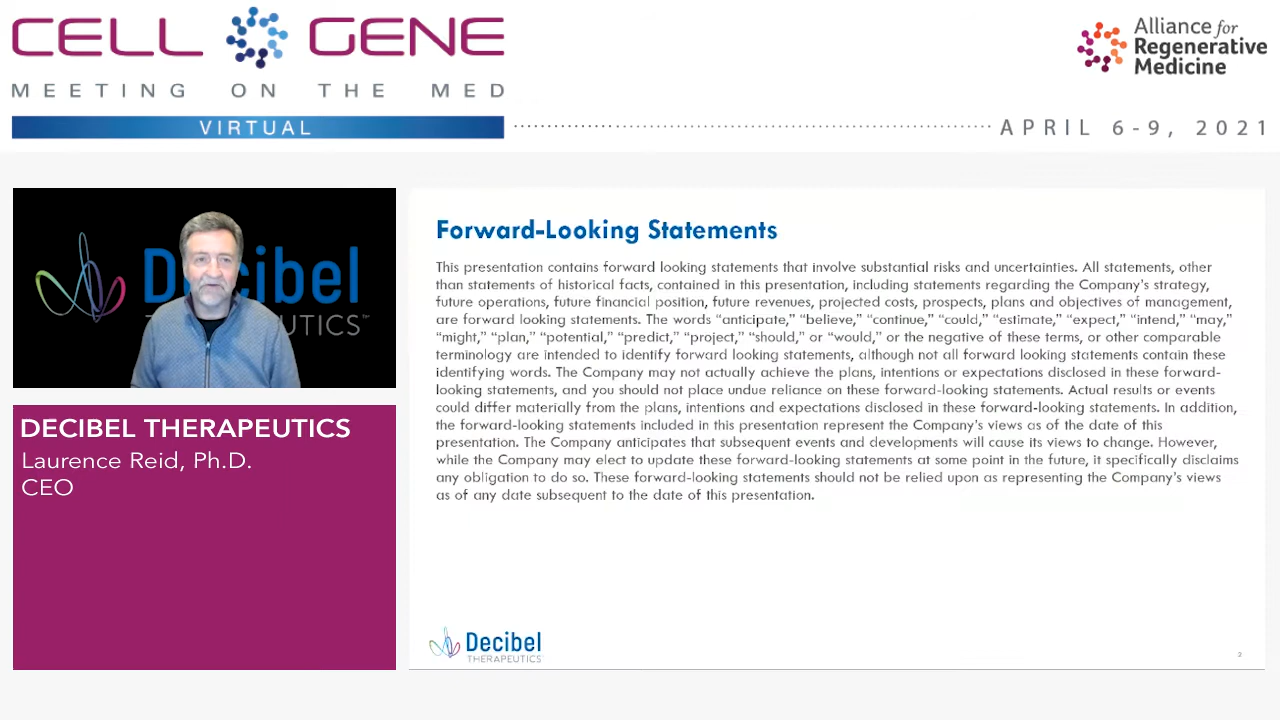 CELL GENE
MEETING ON THE MED
VIRTUAL
Alliance for
Regenerative
Medicine
APRIL 6-9, 2021
Decibel
THERAPEUTICS
DECIBEL THERAPEUTICS
Laurence Reid, Ph.D.
CEO
Forward-Looking Statements
This presentation contains forward looking statements that involve substantial risks and uncertainties. All statements, other
than statements of historical facts, contained in this presentation, including statements regarding the Company's strategy,
future operations, future financial position, future revenues, projected costs, prospects, plans and objectives of management,
are forward looking statements. The words “anticipate,” “believe,” “continue,” “could,” “estimate,” “expect,” “intend,” “may,”
“might,” “plan,” “potential,” “predict,” “project,” “should,” or “would,” or the negative of these terms, or other comparable
terminology are intended to identify forward looking statements, although not all forward looking statements contain these
identifying words. The Company may not actually achieve the plans, intentions or expectations disclosed in these forward-
looking statements, and you should not place undue reliance on these forward-looking statements. Actual results or events
could differ materially from the plans, intentions and expectations disclosed in these forward-looking statements. In addition,
the forward-looking statements included in this presentation represent the Company's views as of the date of this
presentation. The Company anticipates that subsequent events and developments will cause its views to change. However,
while the Company may elect to update these forward-looking statements at some point in the future, it specifically disclaims
any obligation to do so. These forward-looking statements should not be relied upon as representing the Company's views
as of any date subsequent to the date of this presentation.
Decibel
THERAPEUTICS
2